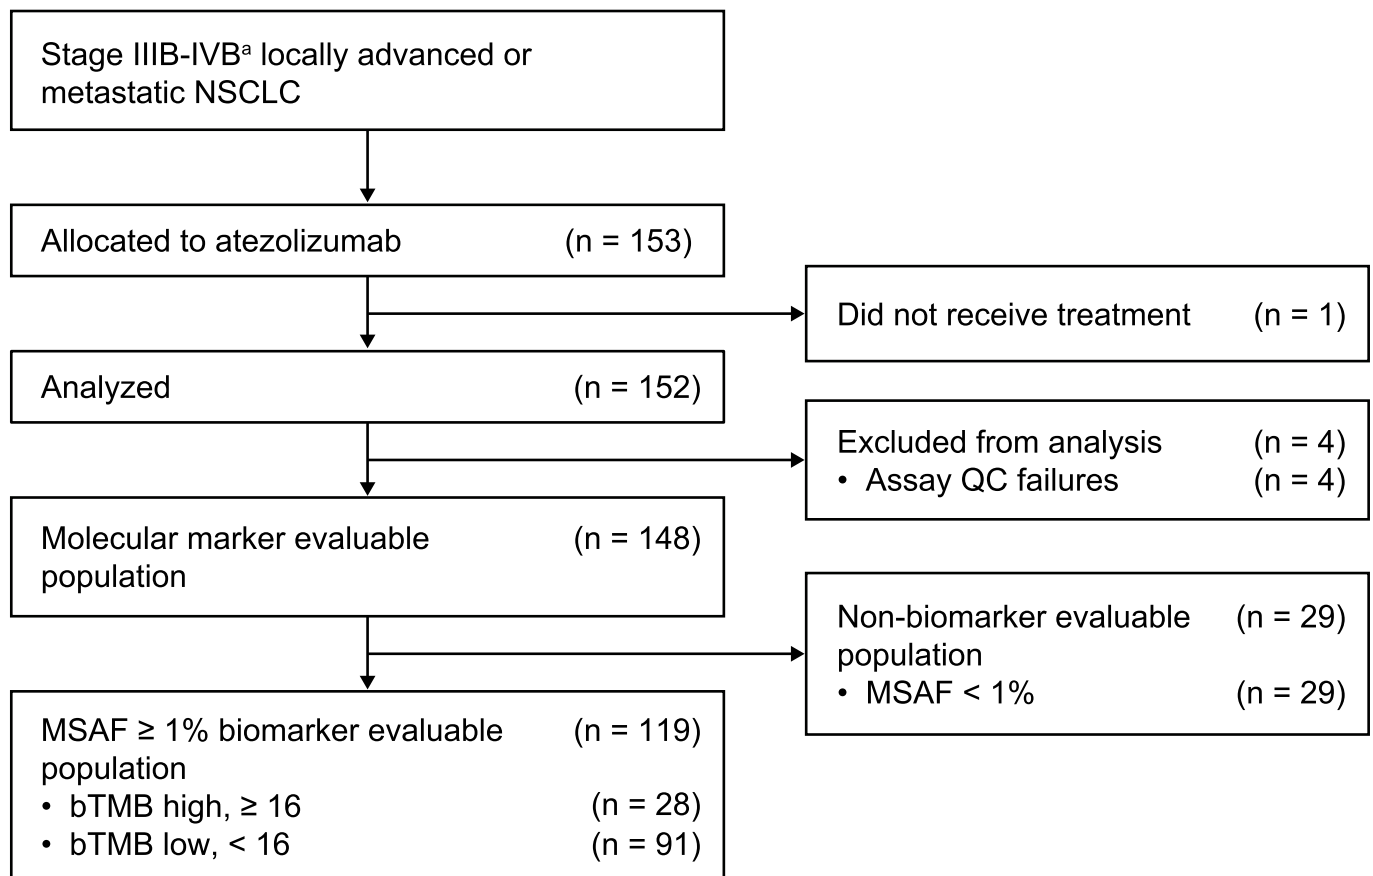 Stage IIIB-IVBᵃ locally advanced or
metastatic NSCLC
Allocated to atezolizumab (n = 153)
Did not receive treatment (n = 1)
Analyzed (n = 152)
Excluded from analysis (n = 4)
• Assay QC failures (n = 4)
Molecular marker evaluable (n = 148)
population
Non-biomarker evaluable (n = 29)
population
• MSAF < 1% (n = 29)
MSAF ≥ 1% biomarker evaluable (n = 119)
population
• bTMB high, ≥ 16 (n = 28)
• bTMB low, < 16 (n = 91)